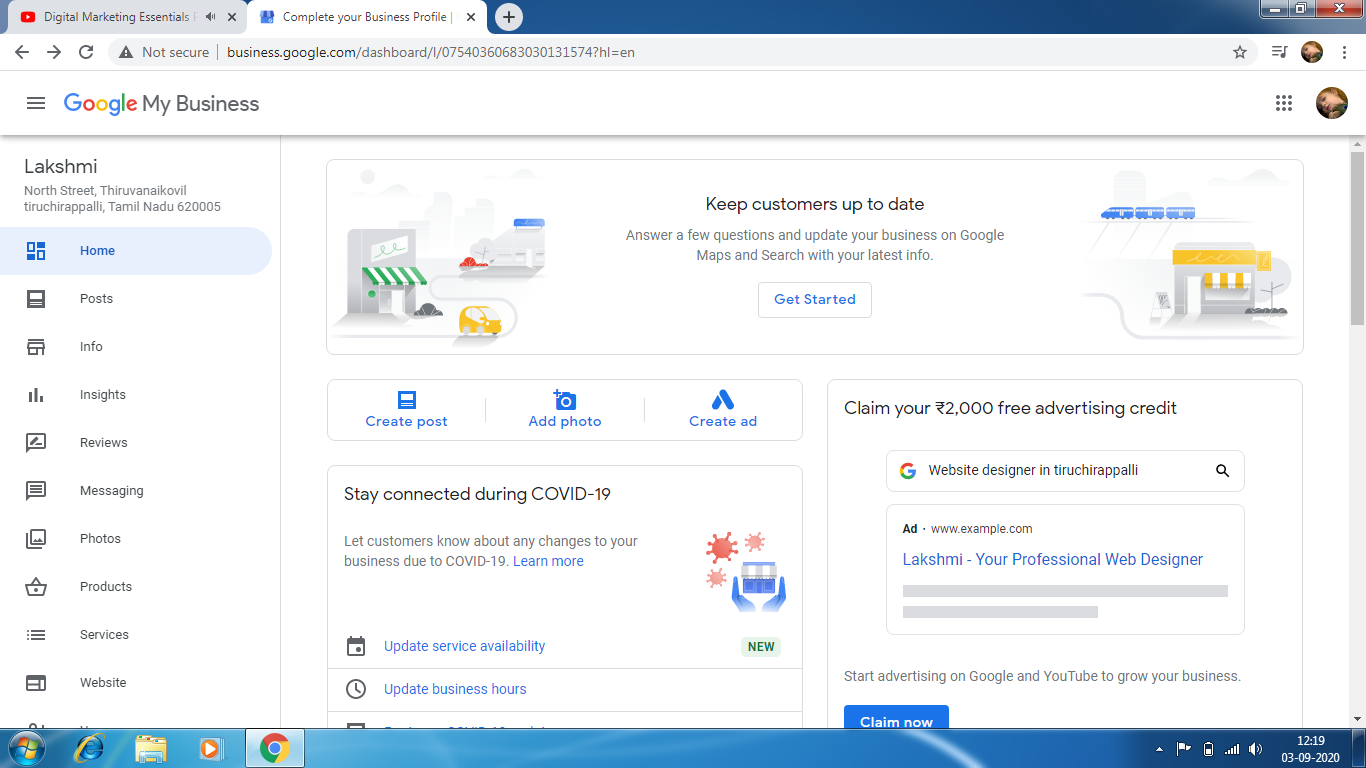 Digital Marketing Essentials
Complete your Business Profile |
Not secure
business.google.com/dashboard/l/07540360683030131574?hl=en
Google My Business
Lakshmi
North Street, Thiruvanaikovil
tiruchirappalli, Tamil Nadu 620005
Home
Posts
Info
Insights
Reviews
Messaging
Photos
Products
Services
Website
Keep customers up to date
Answer a few questions and update your business on Google
Maps and Search with your latest info.
Get Started
Create post
Add photo
Create ad
Stay connected during COVID-19
Let customers know about any changes to your
business due to COVID-19. Learn more
Update service availability
NEW
Update business hours
Claim your ₹2,000 free advertising credit
Website designer in tiruchirappalli
Ad · www.example.com
Lakshmi - Your Professional Web Designer
Start advertising on Google and YouTube to grow your business.
Claim now
12:19
03-09-2020